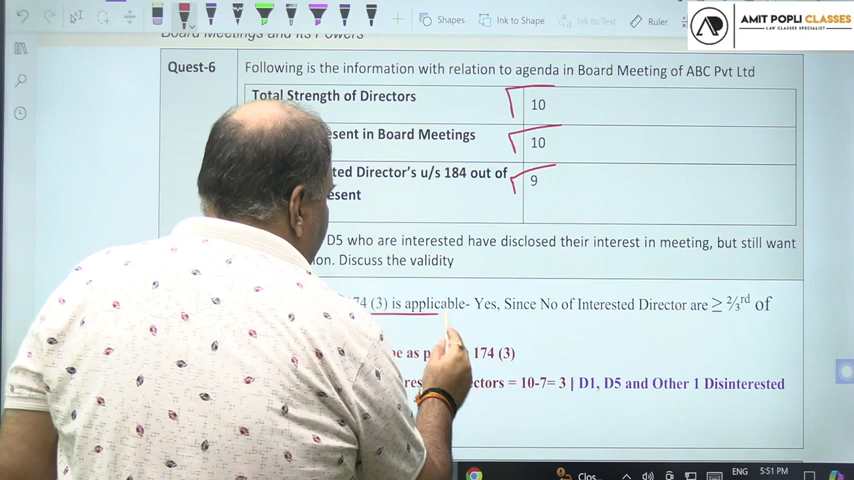 Shapes
Ink to Shape
Ink to Text
Ruler
AMIT POPLI CLASSES
LAW CLASSES SPECIALIST
Board Meetings and its Powers
Quest-6
Following is the information with relation to agenda in Board Meeting of ABC Pvt Ltd
Total Strength of Directors
10
esent in Board Meetings
10
ted Director's u/s 184 out of
esent
9
D5 who are interested have disclosed their interest in meeting, but still want
on. Discuss the validity
74 (3) is applicable- Yes, Since No of Interested Director are ≥ ⅔rd of
be as p 174 (3)
res ectors = 10-7= 3 | D1, D5 and Other 1 Disinterested
Clos...
ENG
5:51 PM